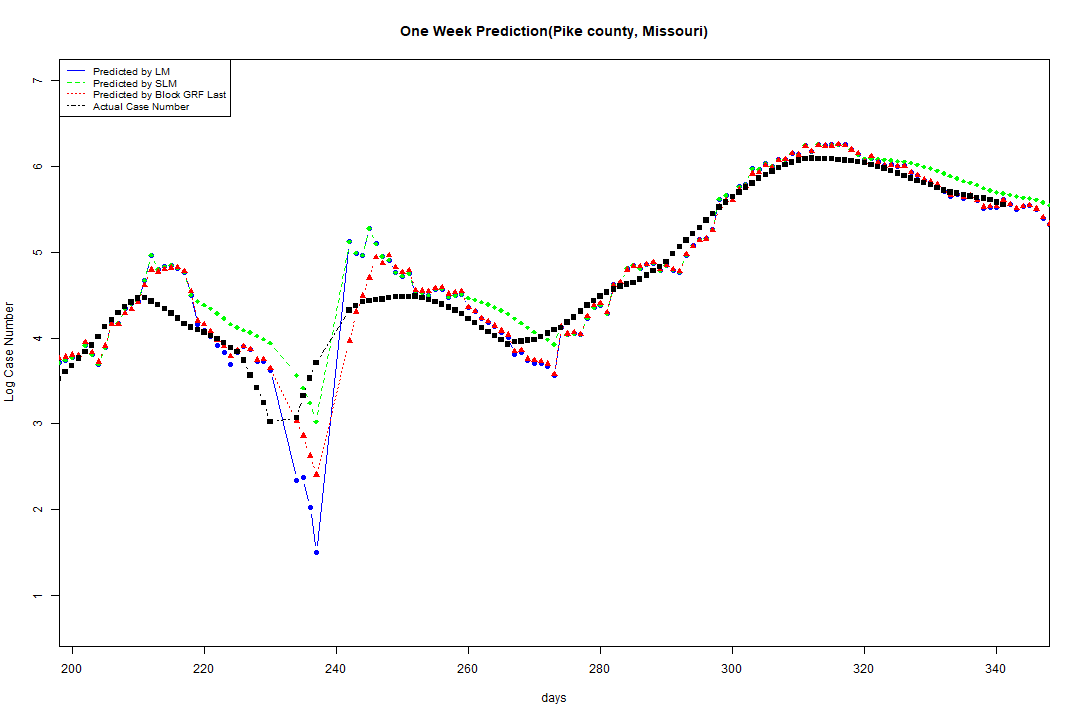 One Week Prediction(Pike county, Missouri)
Predicted by LM
Predicted by SLM
Predicted by Block GRF Last
Actual Case Number
7
6
5
4
3
2
1
Log Case Number
200 220 240 260 280 300 320 340
days